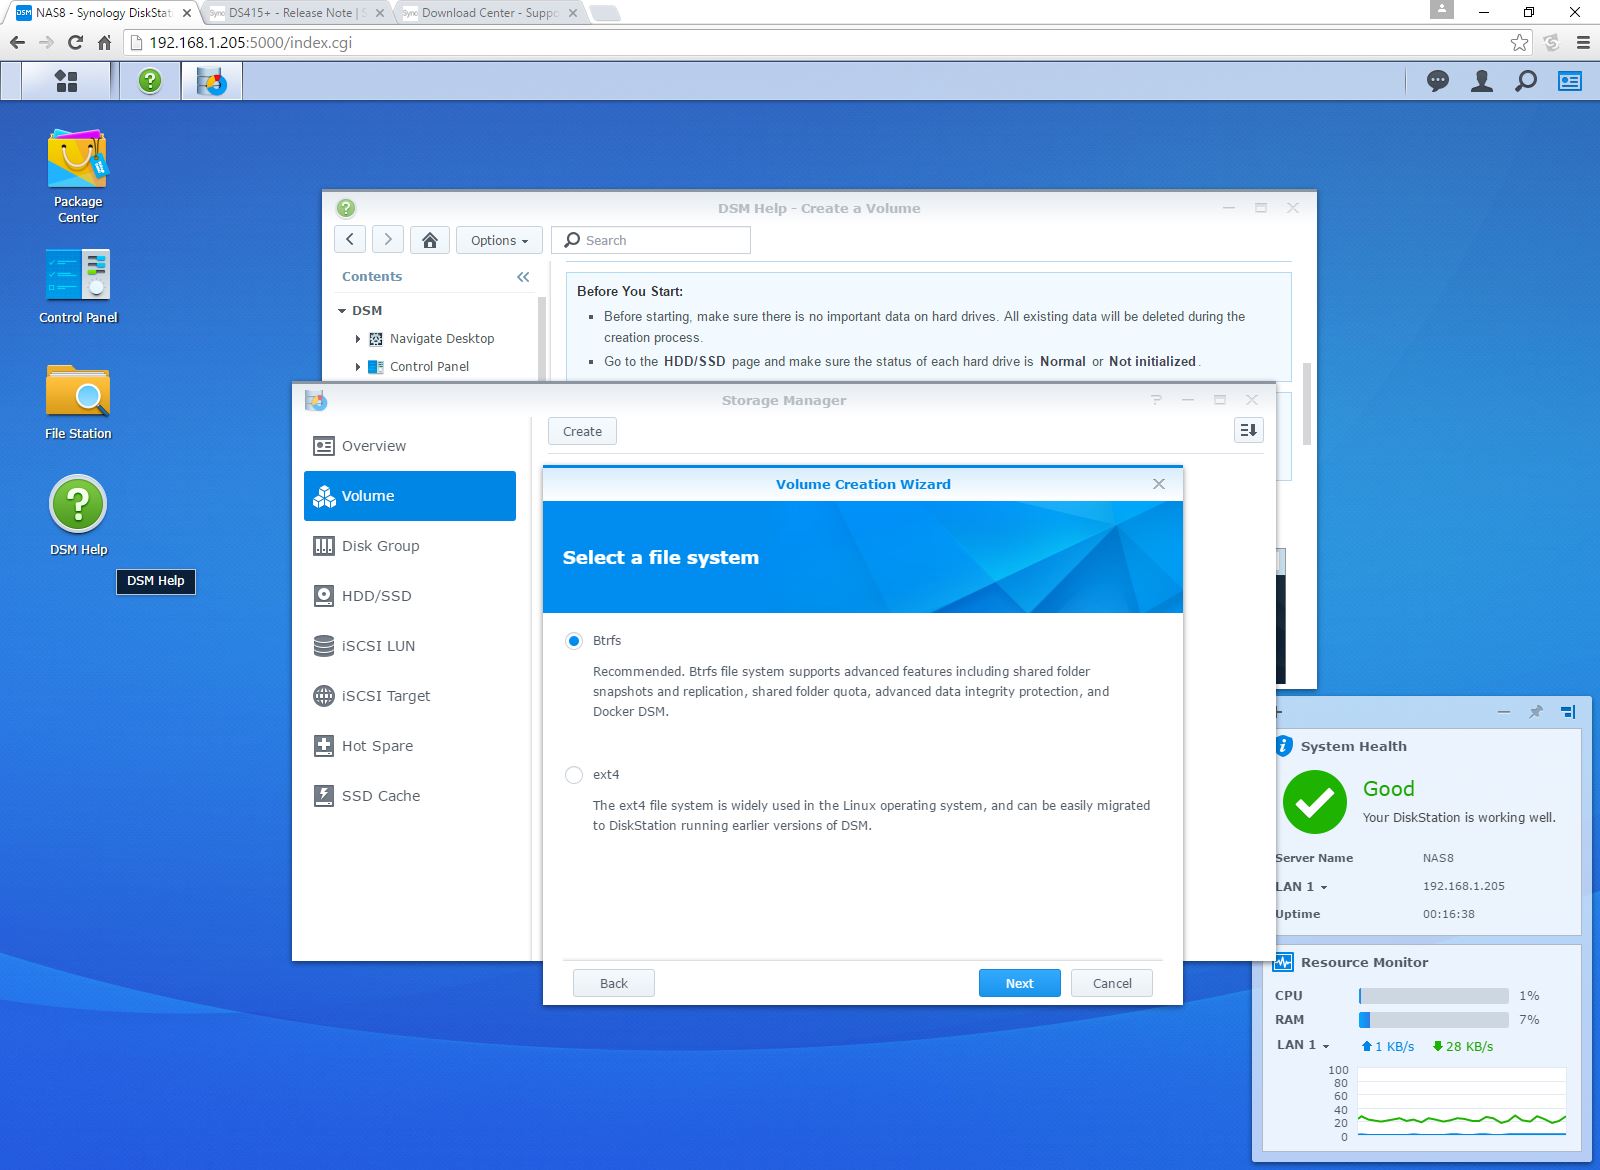 NAS8 - Synology DiskSta
DS415+ - Release Note | S
Download Center - Suppo
192.168.1.205:5000/index.cgi
Package
Center
Control Panel
File Station
DSM Help
DSM Help
DSM Help - Create a Volume
Options
Search
Contents
DSM
Navigate Desktop
Control Panel
Before You Start:
Before starting, make sure there is no important data on hard drives. All existing data will be deleted during the
creation process.
Go to the HDD/SSD page and make sure the status of each hard drive is Normal or Not initialized.
Storage Manager
Overview
Volume
Disk Group
HDD/SSD
iSCSI LUN
iSCSI Target
Hot Spare
SSD Cache
Create
Volume Creation Wizard
Select a file system
Btrfs
Recommended. Btrfs file system supports advanced features including shared folder
snapshots and replication, shared folder quota, advanced data integrity protection, and
Docker DSM.
ext4
The ext4 file system is widely used in the Linux operating system, and can be easily migrated
to DiskStation running earlier versions of DSM.
Back
Next
Cancel
System Health
Good
Your DiskStation is working well.
Server Name NAS8
LAN 1 192.168.1.205
Uptime 00:16:38
Resource Monitor
CPU 1%
RAM 7%
LAN 1 1 KB/s 28 KB/s
100
80
60
40
20
0